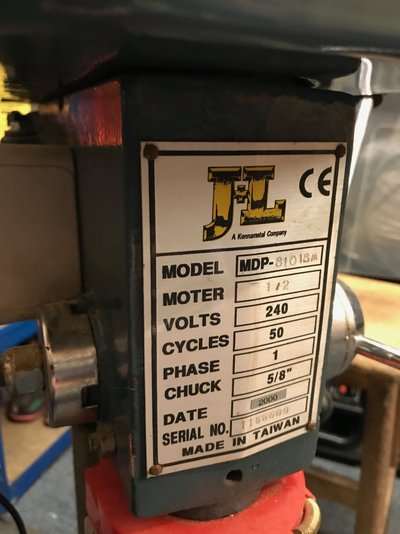 J&L CE
A Kennametal Company
MODEL MDP-81013A
MOTER 1/2
VOLTS 240
CYCLES 50
PHASE 1
CHUCK 5/8"
DATE 2000
SERIAL NO.
MADE IN TAIWAN